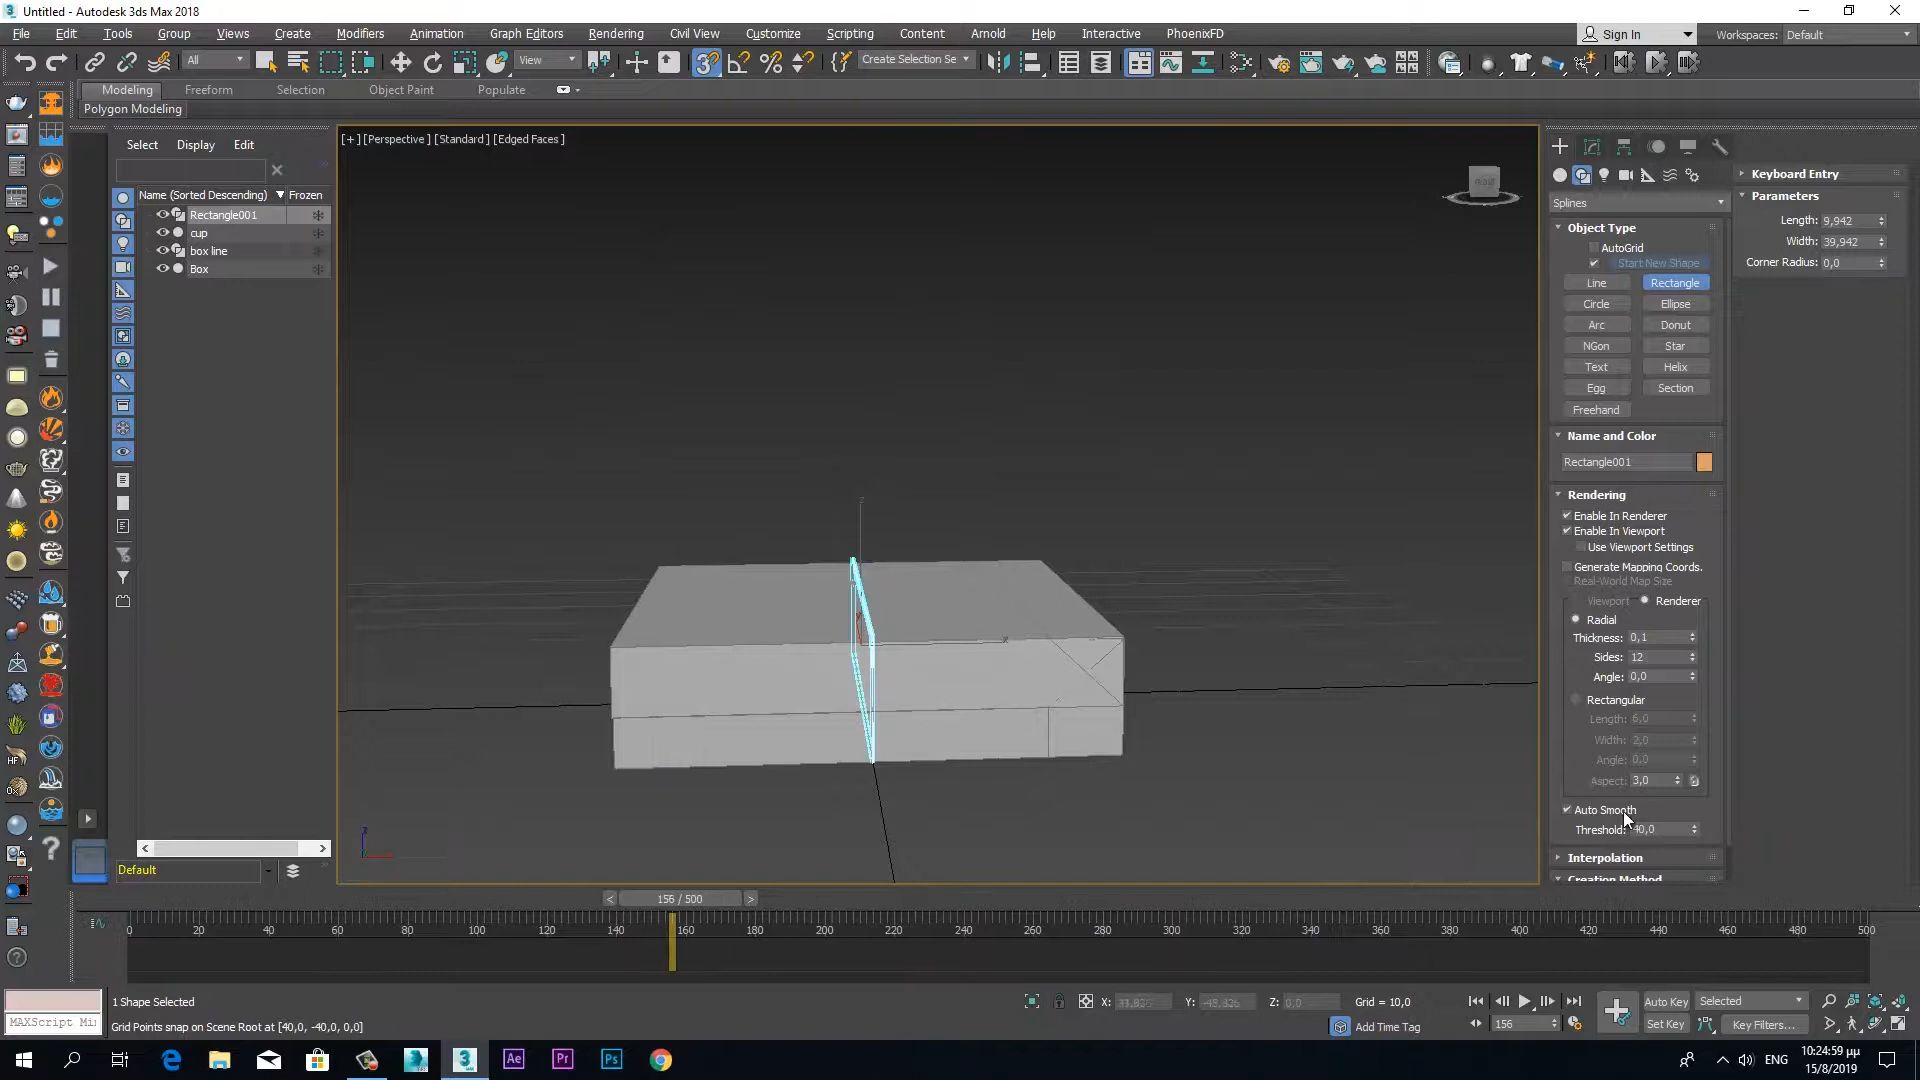 Untitled - Autodesk 3ds Max 2018
File Edit Tools Group Views Create Modifiers Animation Graph Editors Rendering Civil View Customize Scripting Content Arnold Help Interactive PhoenixFD
Sign In Workspaces: Default
All View Create Selection Se
Modeling Freeform Selection Object Paint Populate
Polygon Modeling
Select Display Edit
[+] [Perspective] [Standard] [Edged Faces]
Name (Sorted Descending) Frozen
Rectangle001
cup
box line
Box
Default
Splines
Object Type
AutoGrid
Start New Shape
Line Rectangle
Circle Ellipse
Arc Donut
NGon Star
Text Helix
Egg Section
Freehand
Name and Color
Rectangle001
Rendering
Enable In Renderer
Enable In Viewport
Use Viewport Settings
Generate Mapping Coords.
Real-World Map Size
Viewport Renderer
Radial
Thickness: 0,1
Sides: 12
Angle: 0,0
Rectangular
Length: 6,0
Width: 2,0
Angle: 0,0
Aspect: 3,0
Auto Smooth
Threshold: 40,0
Interpolation
Creation Method
Keyboard Entry
Parameters
Length: 9,942
Width: 39,942
Corner Radius: 0,0
< 156 / 500 >
0 20 40 60 80 100 120 140 160 180 200 220 240 260 280 300 320 340 360 380 400 420 440 460 480 500
1 Shape Selected
X: Y: Z: 0,0 Grid = 10,0
Auto Key Selected
MAXScript Mi
Grid Points snap on Scene Root at [40,0, -40,0, 0,0]
Add Time Tag
156
Set Key Key Filters...
Ae Pr Ps
ENG
10:24:59 μμ
15/8/2019